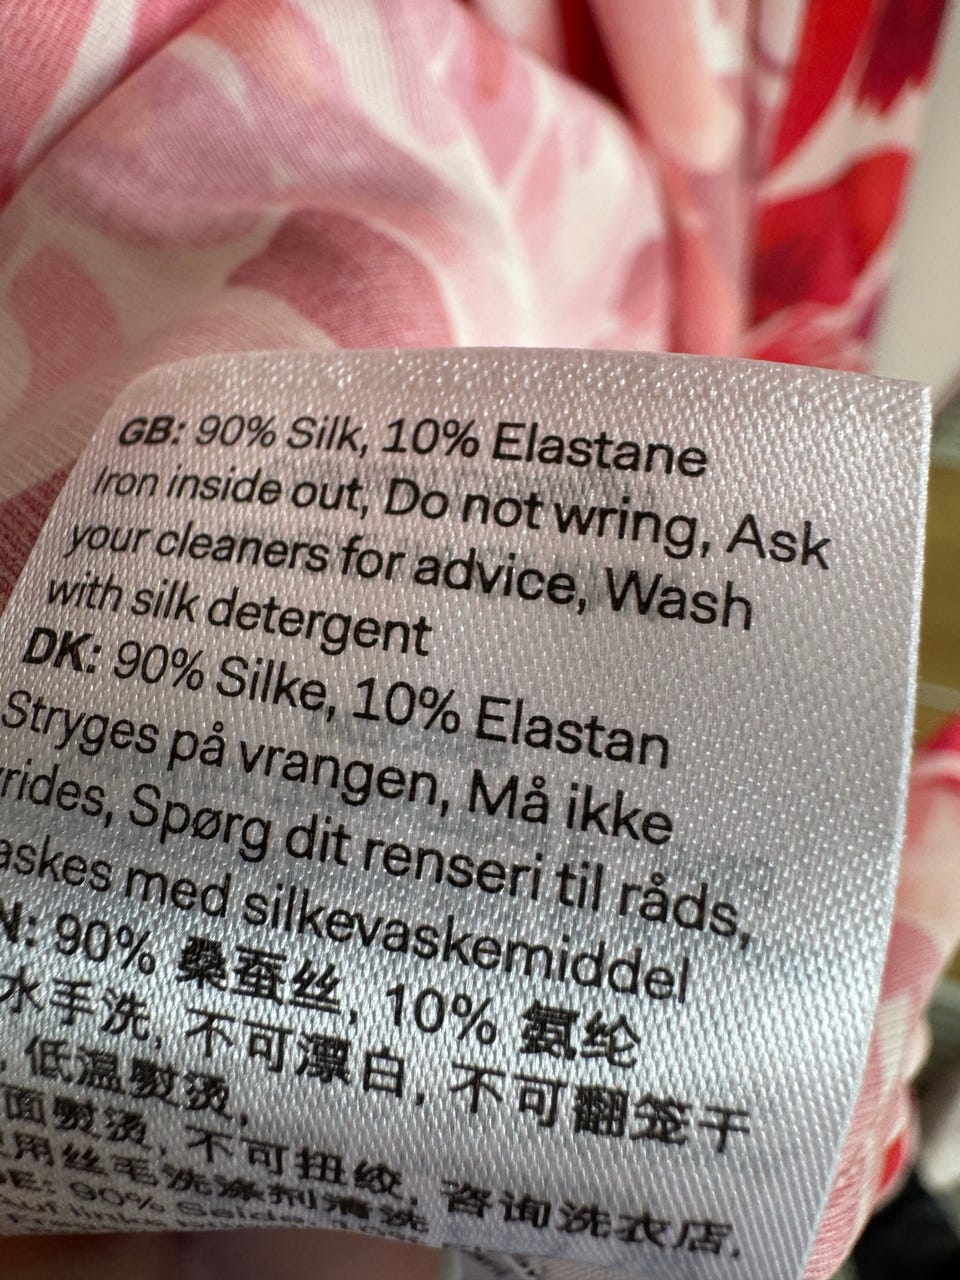 GB: 90% Silk, 10% Elastane
Iron inside out, Do not wring, Ask
your cleaners for advice, Wash
with silk detergent
DK: 90% Silke, 10% Elastan
Stryges på vrangen, Må ikke
vrides, Spørg dit renseri til råds,
askes med silkevaskemiddel
N: 90% 桑蚕丝, 10% 氨纶
水手洗, 不可漂白, 不可翻笼干
, 低温熨烫,
面熨烫, 不可扭绞, 咨询洗衣店,
用丝毛洗涤剂清洗
DE: 90% Seide